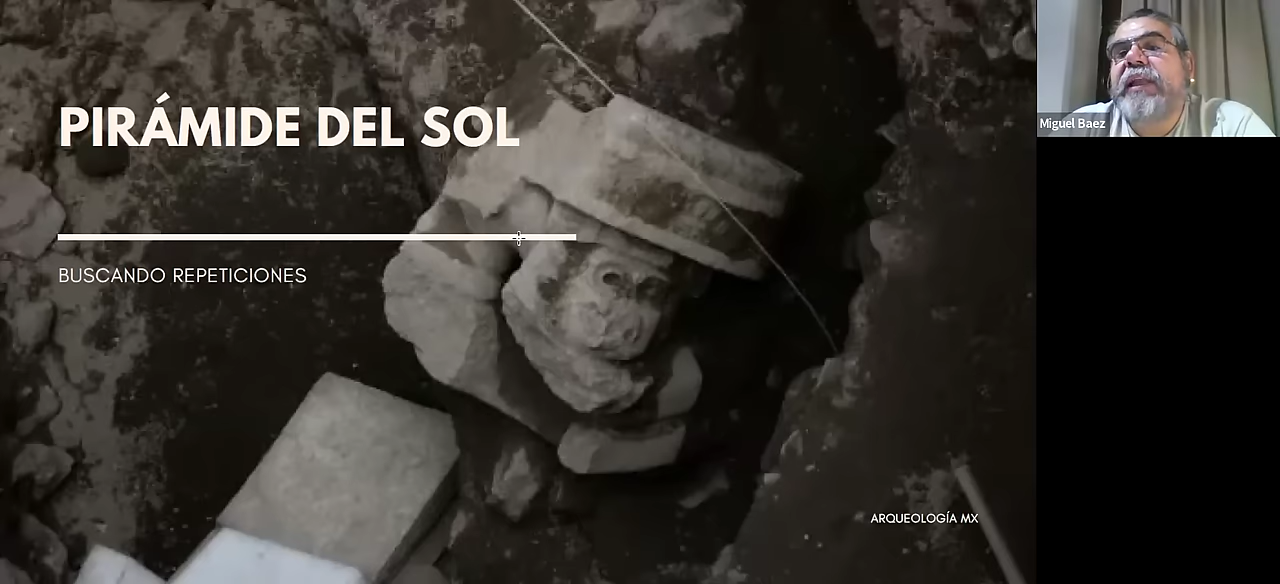 PIRÁMIDE DEL SOL
BUSCANDO REPETICIONES
ARQUEOLOGÍA MX
Miguel Baez